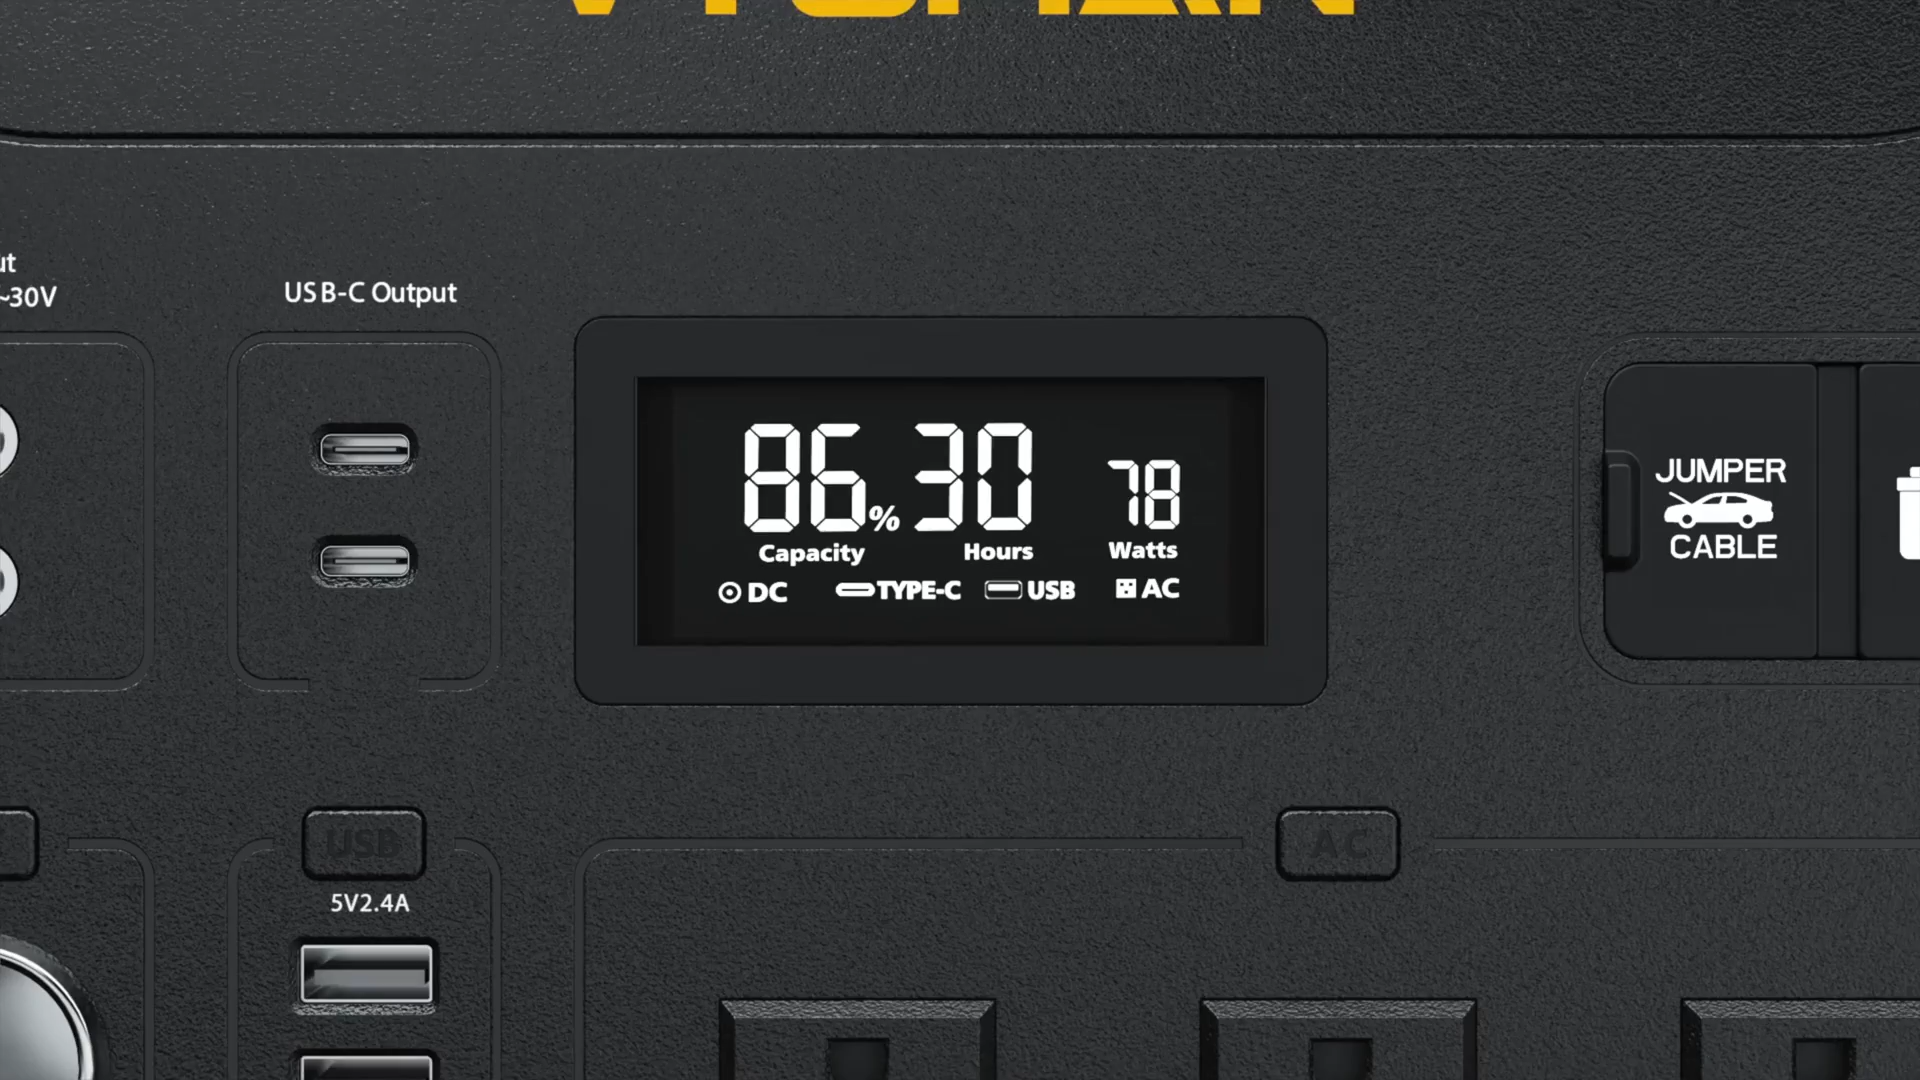 ~30V
USB-C Output
86% 30 78
Capacity Hours Watts
DC TYPE-C USB AC
JUMPER
CABLE
USB
AC
5V2.4A